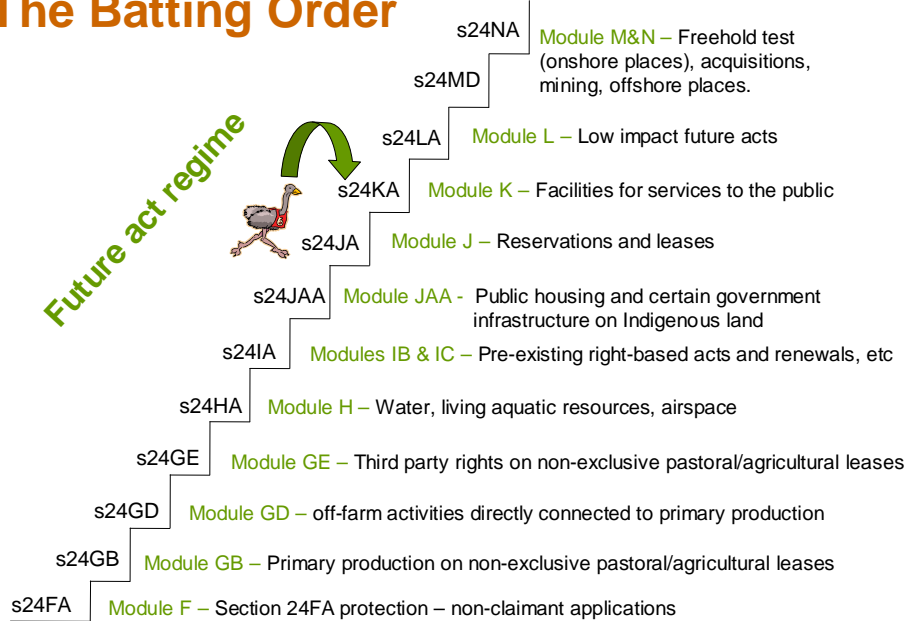 The Batting Order
s24NA
Module M&N – Freehold test
(onshore places), acquisitions,
mining, offshore places.
s24MD
Future act regime
s24LA
Module L – Low impact future acts
s24KA
Module K – Facilities for services to the public
s24JA
Module J – Reservations and leases
s24JAA
Module JAA - Public housing and certain government
infrastructure on Indigenous land
s24IA
Modules IB & IC – Pre-existing right-based acts and renewals, etc
s24HA
Module H – Water, living aquatic resources, airspace
s24GE
Module GE – Third party rights on non-exclusive pastoral/agricultural leases
s24GD
Module GD – off-farm activities directly connected to primary production
s24GB
Module GB – Primary production on non-exclusive pastoral/agricultural leases
s24FA
Module F – Section 24FA protection – non-claimant applications